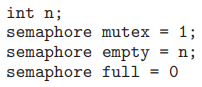 int n;
semaphore mutex = 1;
semaphore empty = n;
semaphore full = 0